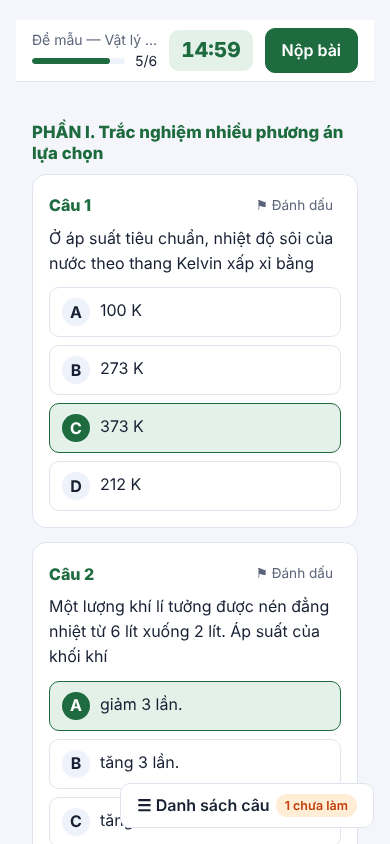 Đề mẫu — Vật lý ...
5/6
14:59
Nộp bài
PHẦN I. Trắc nghiệm nhiều phương án
lựa chọn
Câu 1
⚑ Đánh dấu
Ở áp suất tiêu chuẩn, nhiệt độ sôi của
nước theo thang Kelvin xấp xỉ bằng
A 100 K
B 273 K
C 373 K
D 212 K
Câu 2
⚑ Đánh dấu
Một lượng khí lí tưởng được nén đẳng
nhiệt từ 6 lít xuống 2 lít. Áp suất của
khối khí
A giảm 3 lần.
B tăng 3 lần.
C
☰ Danh sách câu 1 chưa làm